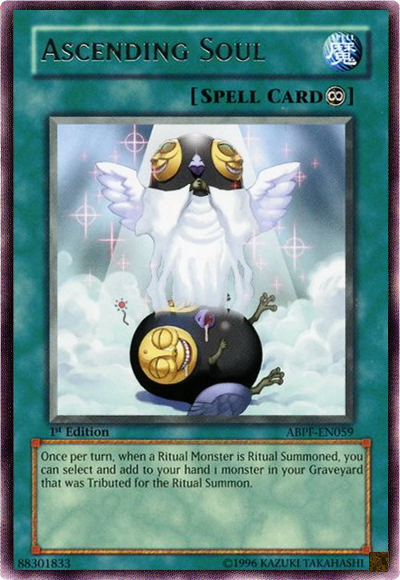 Ascending Soul
魔
[Spell Card]
1st Edition
ABPF-EN059
Once per turn, when a Ritual Monster is Ritual Summoned, you
can select and add to your hand 1 monster in your Graveyard
that was Tributed for the Ritual Summon.
88301833
©1996 KAZUKI TAKAHASHI